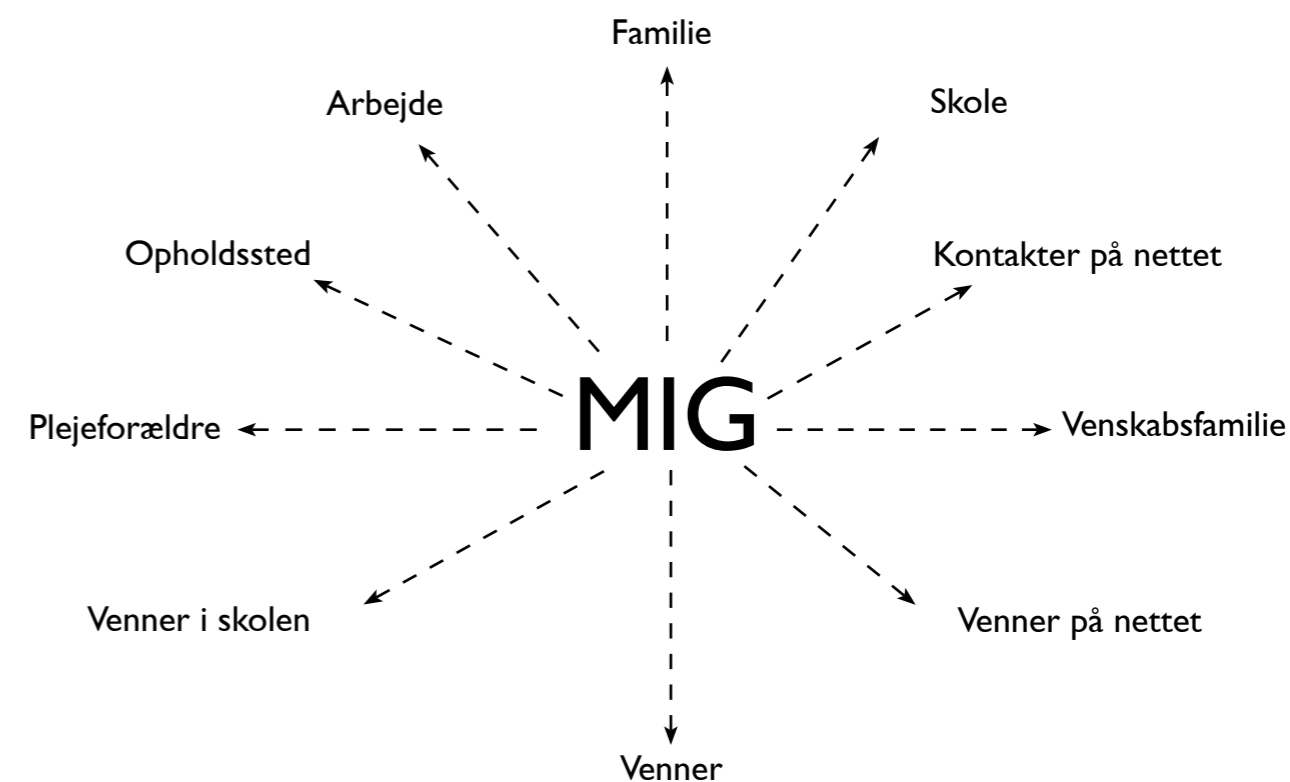 Familie
Arbejde
Skole
Opholdssted
Kontakter på nettet
MIG
Plejeforældre
Venskabsfamilie
Venner i skolen
Venner på nettet
Venner